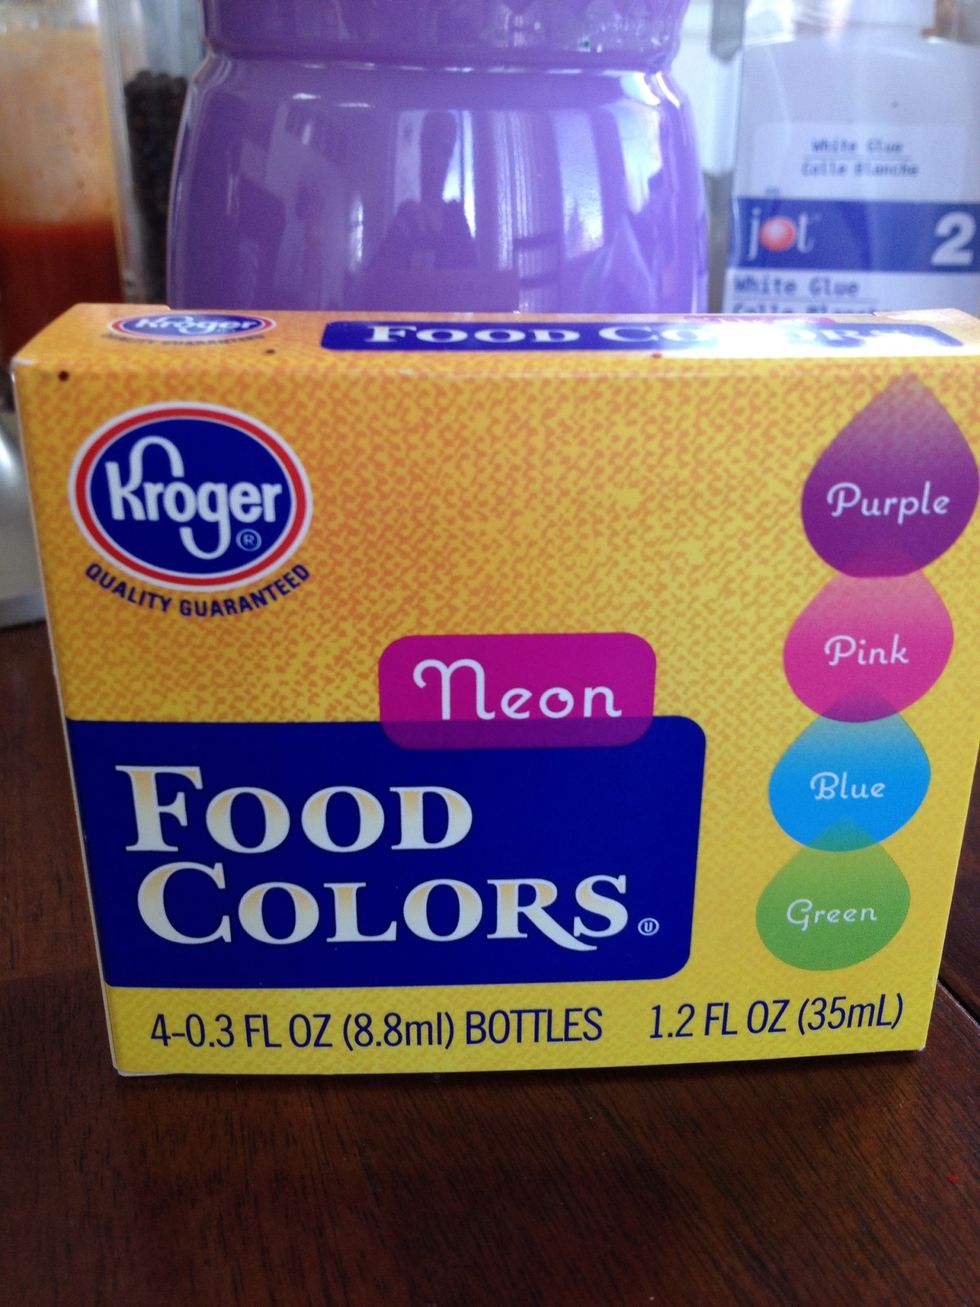 White Glue
Colle Blanche
jot
2
White Glue
Kroger
QUALITY GUARANTEED
FOOD COLORS
Kroger®
QUALITY GUARANTEED
Purple
Pink
Blue
Green
Neon
FOOD
COLORS Ⓤ
4-0.3 FL OZ (8.8ml) BOTTLES 1.2 FL OZ (35mL)